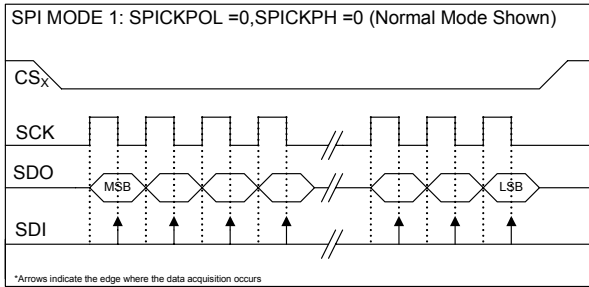 SPI MODE 1: SPICKPOL =0,SPICKPH =0 (Normal Mode Shown)
CSX
SCK
SDO
MSB
LSB
SDI
*Arrows indicate the edge where the data acquisition occurs